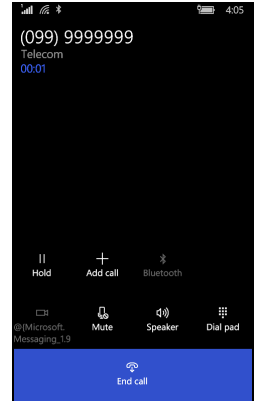 4:05
(099) 9999999
Telecom
00:01
Hold Add call Bluetooth
@{Microsoft. Mute Speaker Dial pad
Messaging_1.9
End call